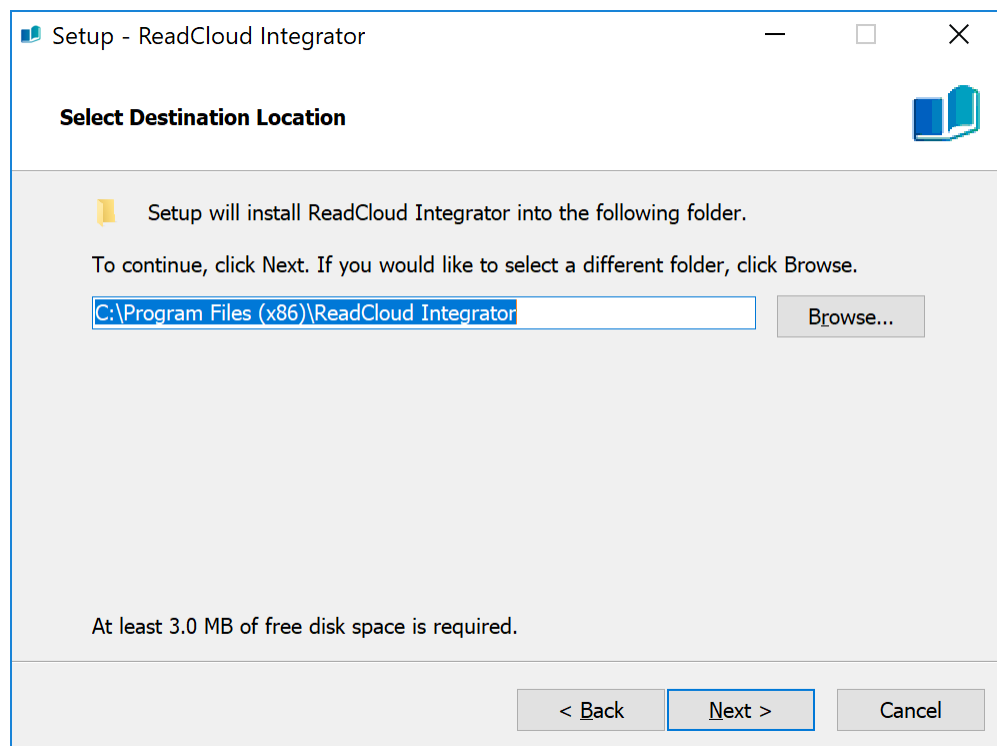 Setup - ReadCloud Integrator
Select Destination Location
Setup will install ReadCloud Integrator into the following folder.
To continue, click Next. If you would like to select a different folder, click Browse.
C:\Program Files (x86)\ReadCloud Integrator
Browse...
At least 3.0 MB of free disk space is required.
< Back
Next >
Cancel